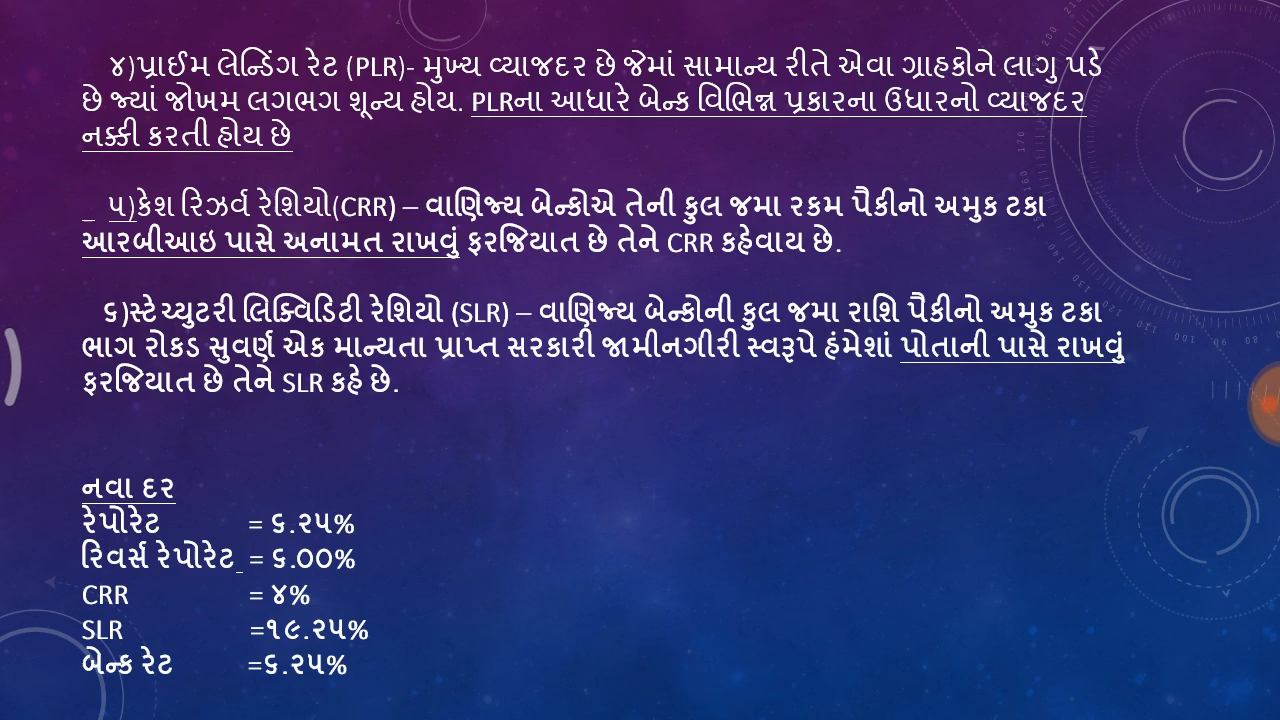 ૪)પ્રાઈમ લેન્ડિંગ રેટ (PLR)- મુખ્ય વ્યાજદર છે જેમાં સામાન્ય રીતે એવા ગ્રાહકોને લાગુ પડે
છે જ્યાં જોખમ લગભગ શૂન્ય હોય. PLRના આધારે બેન્ક વિભિન્ન પ્રકારના ઉધારનો વ્યાજદર
નક્કી કરતી હોય છે
_ ૫)કેશ રિઝર્વ રેશિયો(CRR) – વાણિજ્ય બેન્કોએ તેની કુલ જમા રકમ પૈકીનો અમુક ટકા
આરબીઆઇ પાસે અનામત રાખવું ફરજિયાત છે તેને CRR કહેવાય છે.
૬)સ્ટેચ્યુટરી લિક્વિડિટી રેશિયો (SLR) – વાણિજ્ય બેન્કોની કુલ જમા રાશિ પૈકીનો અમુક ટકા
ભાગ રોકડ સુવર્ણ એક માન્યતા પ્રાપ્ત સરકારી જામીનગીરી સ્વરૂપે હંમેશાં પોતાની પાસે રાખવું
ફરજિયાત છે તેને SLR કહે છે.
નવા દર
રેપોરેટ = ૬.૨૫%
રિવર્સ રેપોરેટ_ = ૬.૦૦%
CRR = ૪%
SLR =૧૯.૨૫%
બેન્ક રેટ =૬.૨૫%